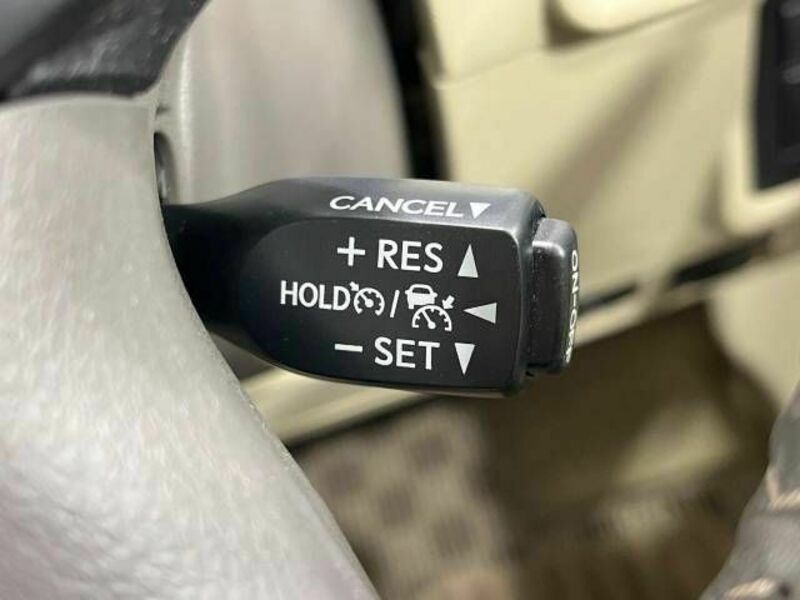 CANCEL▼
+ RES ▲
HOLD / ◀
− SET ▼
ON-OFF